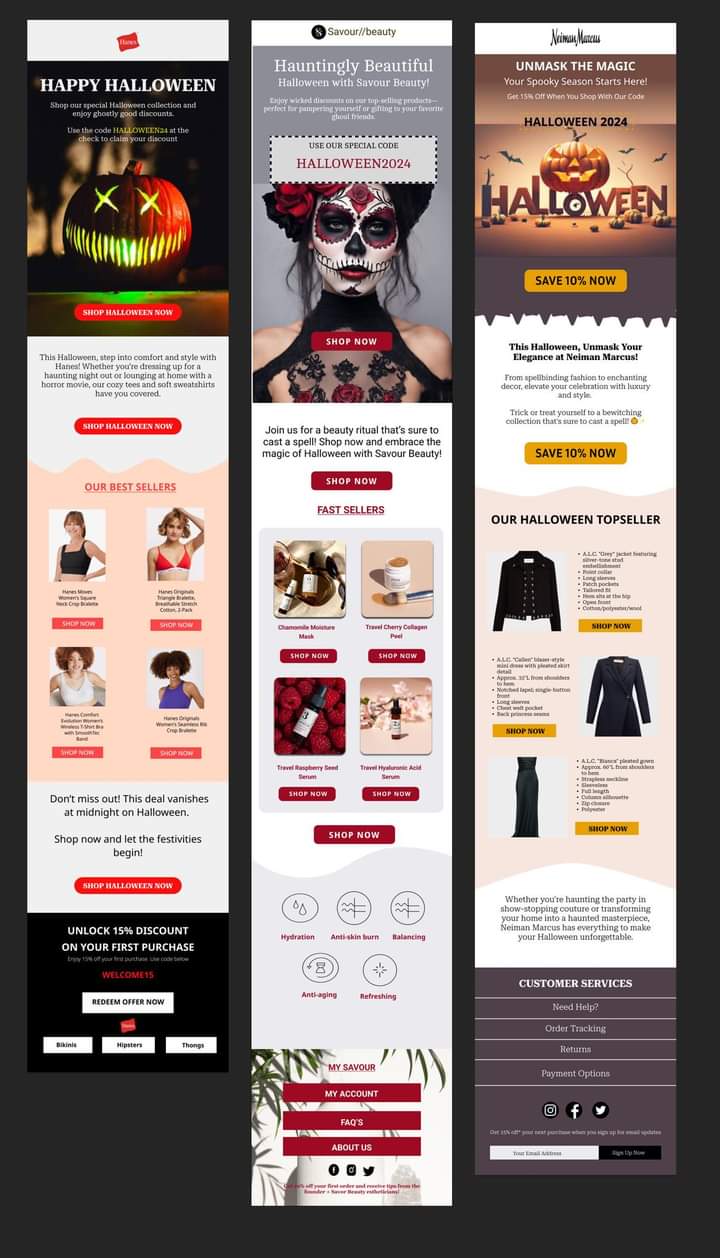 Hanes
HAPPY HALLOWEEN
Shop our special Halloween collection and
enjoy ghostly good discounts.
Use the code HALLOWEEN24 at the
check to claim your discount
SHOP HALLOWEEN NOW
This Halloween, step into comfort and style with
Hanes! Whether you're dressing up for a
haunting night out or lounging at home with a
horror movie, our cozy tees and soft sweatshirts
have you covered.
SHOP HALLOWEEN NOW
OUR BEST SELLERS
Hanes Moves
Women's Square
Neck Crop Bralette
SHOP NOW
Hanes Originals
Triangle Bralette,
Breathable Stretch
Cotton, 2-Pack
SHOP NOW
Hanes Comfort
Evolution Women's
Wireless T-Shirt Bra
with SmoothTec
Band
SHOP NOW
Hanes Originals
Women's Seamless Rib
Crop Bralette
SHOP NOW
Don't miss out! This deal vanishes
at midnight on Halloween.
Shop now and let the festivities
begin!
SHOP HALLOWEEN NOW
UNLOCK 15% DISCOUNT
ON YOUR FIRST PURCHASE
Enjoy 15% off your first purchase. Use code below
WELCOME15
REDEEM OFFER NOW
Hanes
Bikinis
Hipsters
Thongs
Savour//beauty
Hauntingly Beautiful
Halloween with Savour Beauty!
Enjoy wicked discounts on our top-selling products—
perfect for pampering yourself or gifting to your favorite
ghoul friends.
USE OUR SPECIAL CODE
HALLOWEEN2024
SHOP NOW
Join us for a beauty ritual that's sure to
cast a spell! Shop now and embrace the
magic of Halloween with Savour Beauty!
SHOP NOW
FAST SELLERS
Chamomile Moisture
Mask
SHOP NOW
Travel Cherry Collagen
Peel
SHOP NOW
Travel Raspberry Seed
Serum
SHOP NOW
Travel Hyaluronic Acid
Serum
SHOP NOW
SHOP NOW
Hydration
Anti-skin burn
Balancing
Anti-aging
Refreshing
MY SAVOUR
MY ACCOUNT
FAQ'S
ABOUT US
off your first order and receive tips from the
founder + Savor Beauty estheticians!
Neiman Marcus
UNMASK THE MAGIC
Your Spooky Season Starts Here!
Get 15% Off When You Shop With Our Code
HALLOWEEN 2024
HALLOWEEN
SAVE 10% NOW
This Halloween, Unmask Your
Elegance at Neiman Marcus!
From spellbinding fashion to enchanting
decor, elevate your celebration with luxury
and style.
Trick or treat yourself to a bewitching
collection that's sure to cast a spell! 🎃✨
SAVE 10% NOW
OUR HALLOWEEN TOPSELLER
• A.L.C. "Grey" jacket featuring
silver-tone stud
embellishment
• Point collar
• Long sleeves
• Patch pockets
• Tailored fit
• Hem sits at the hip
• Open front
• Cotton/polyester/wool
SHOP NOW
• A.L.C. "Callen" blazer-style
mini dress with pleated skirt
detail
• Approx. 32"L from shoulders
to hem
• Notched lapel; single-button
front
• Long sleeves
• Chest welt pocket
• Back princess seams
SHOP NOW
• A.L.C. "Bianca" pleated gown
• Approx. 60"L from shoulders
to hem
• Strapless neckline
• Sleeveless
• Full length
• Column silhouette
• Zip closure
• Polyester
SHOP NOW
Whether you're haunting the party in
show-stopping couture or transforming
your home into a haunted masterpiece,
Neiman Marcus has everything to make
your Halloween unforgettable.
CUSTOMER SERVICES
Need Help?
Order Tracking
Returns
Payment Options
Get 15% off* your next purchase when you sign up for email updates
Your Email Address
Sign Up Now